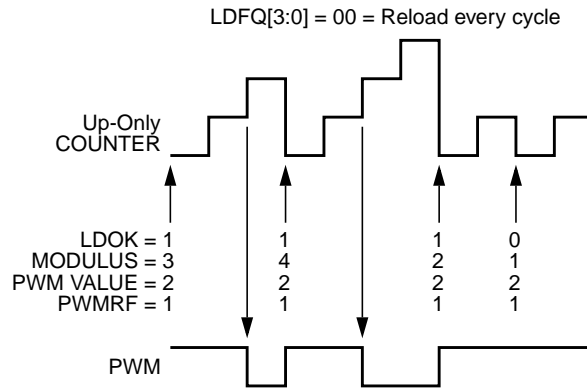 LDFQ[3:0] = 00 = Reload every cycle
Up-Only
COUNTER
LDOK = 1 1 1 0
MODULUS = 3 4 2 1
PWM VALUE = 2 2 2 2
PWMRF = 1 1 1 1
PWM